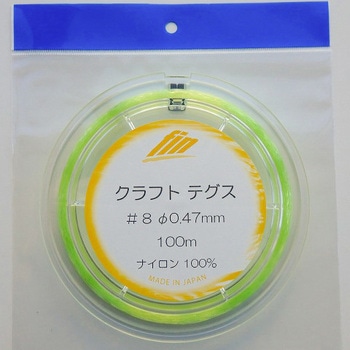 fin
クラフト テグス
#8 φ0.47mm
100m
ナイロン 100%
MADE IN JAPAN